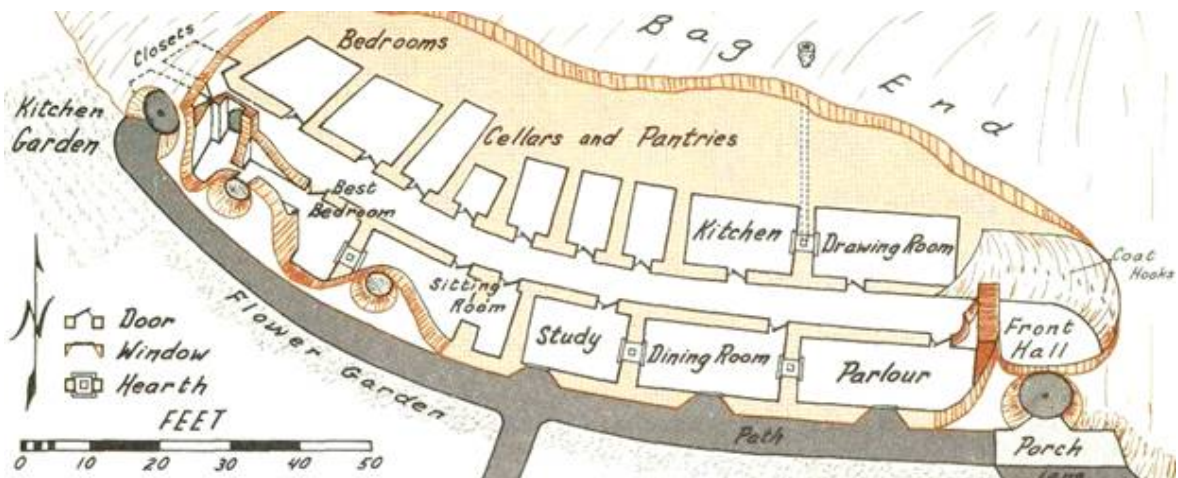 Bag End
Bedrooms
Closets
Kitchen
Garden
Cellars and Pantries
Best
Bedroom
Kitchen
Drawing Room
Coat
Hooks
Sitting
Room
Study
Dining Room
Parlour
Front
Hall
N
Door
Window
Hearth
Flower Garden
Path
Porch
Lane
FEET
0 10 20 30 40 50